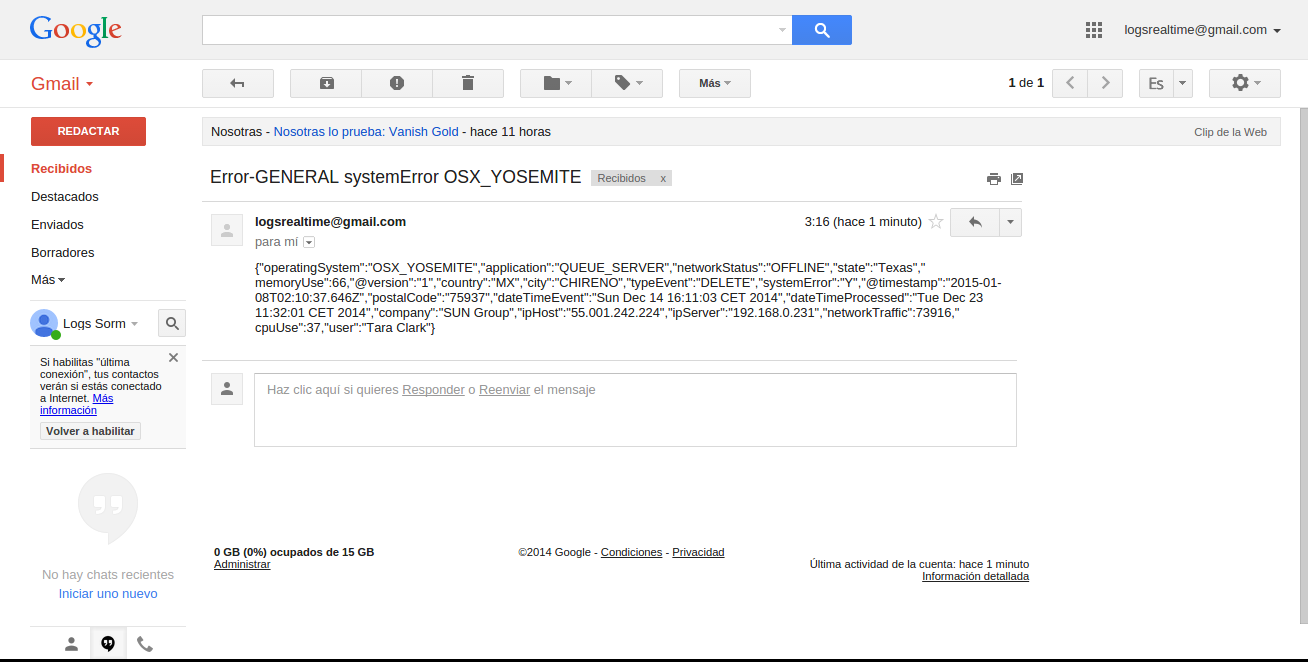 Google
logsrealtime@gmail.com
Gmail
Más
1 de 1
Es
REDACTAR
Nosotras - Nosotras lo prueba: Vanish Gold - hace 11 horas
Clip de la Web
Recibidos
Destacados
Enviados
Borradores
Más
Error-GENERAL systemError OSX_YOSEMITE
Recibidos x
logsrealtime@gmail.com
3:16 (hace 1 minuto)
para mí
{"operatingSystem":"OSX_YOSEMITE","application":"QUEUE_SERVER","networkStatus":"OFFLINE","state":"Texas","
memoryUse":66,"@version":"1","country":"MX","city":"CHIRENO","typeEvent":"DELETE","systemError":"Y","@timestamp":"2015-01-
08T02:10:37.646Z","postalCode":"75937","dateTimeEvent":"Sun Dec 14 16:11:03 CET 2014","dateTimeProcessed":"Tue Dec 23
11:32:01 CET 2014","company":"SUN Group","ipHost":"55.001.242.224","ipServer":"192.168.0.231","networkTraffic":73916,"
cpuUse":37,"user":"Tara Clark"}
Logs Sorm
Si habilitas "última
conexión", tus contactos
verán si estás conectado
a Internet. Más
información
Volver a habilitar
Haz clic aquí si quieres Responder o Reenviar el mensaje
No hay chats recientes
Iniciar uno nuevo
0 GB (0%) ocupados de 15 GB
Administrar
©2014 Google - Condiciones - Privacidad
Última actividad de la cuenta: hace 1 minuto
Información detallada